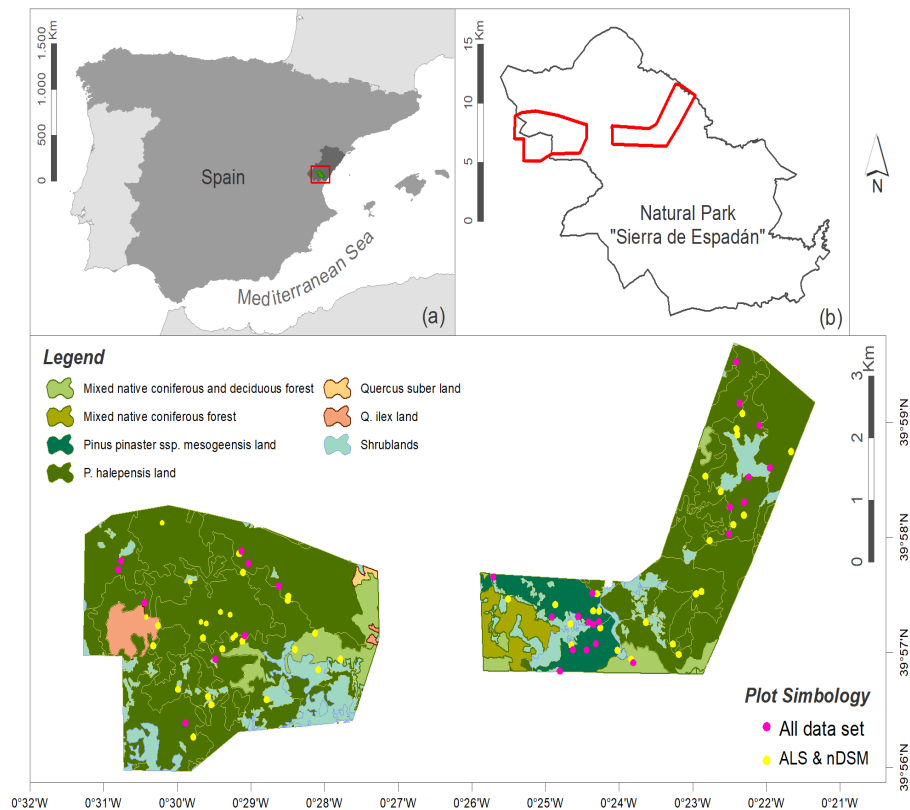 1.500 Km
1.000
500
0
Spain
Mediterranean Sea
(a)
15 Km
10
5
0
Natural Park
"Sierra de Espadán"
(b)
N
Legend
Mixed native coniferous and deciduous forest
Mixed native coniferous forest
Pinus pinaster ssp. mesogeensis land
P. halepensis land
Quercus suber land
Q. ilex land
Shrublands
3 Km
2
1
0
39°59'N
39°58'N
39°57'N
39°56'N
Plot Simbology
All data set
ALS & nDSM
0°32'W 0°31'W 0°30'W 0°29'W 0°28'W 0°27'W 0°26'W 0°25'W 0°24'W 0°23'W 0°22'W 0°21'W